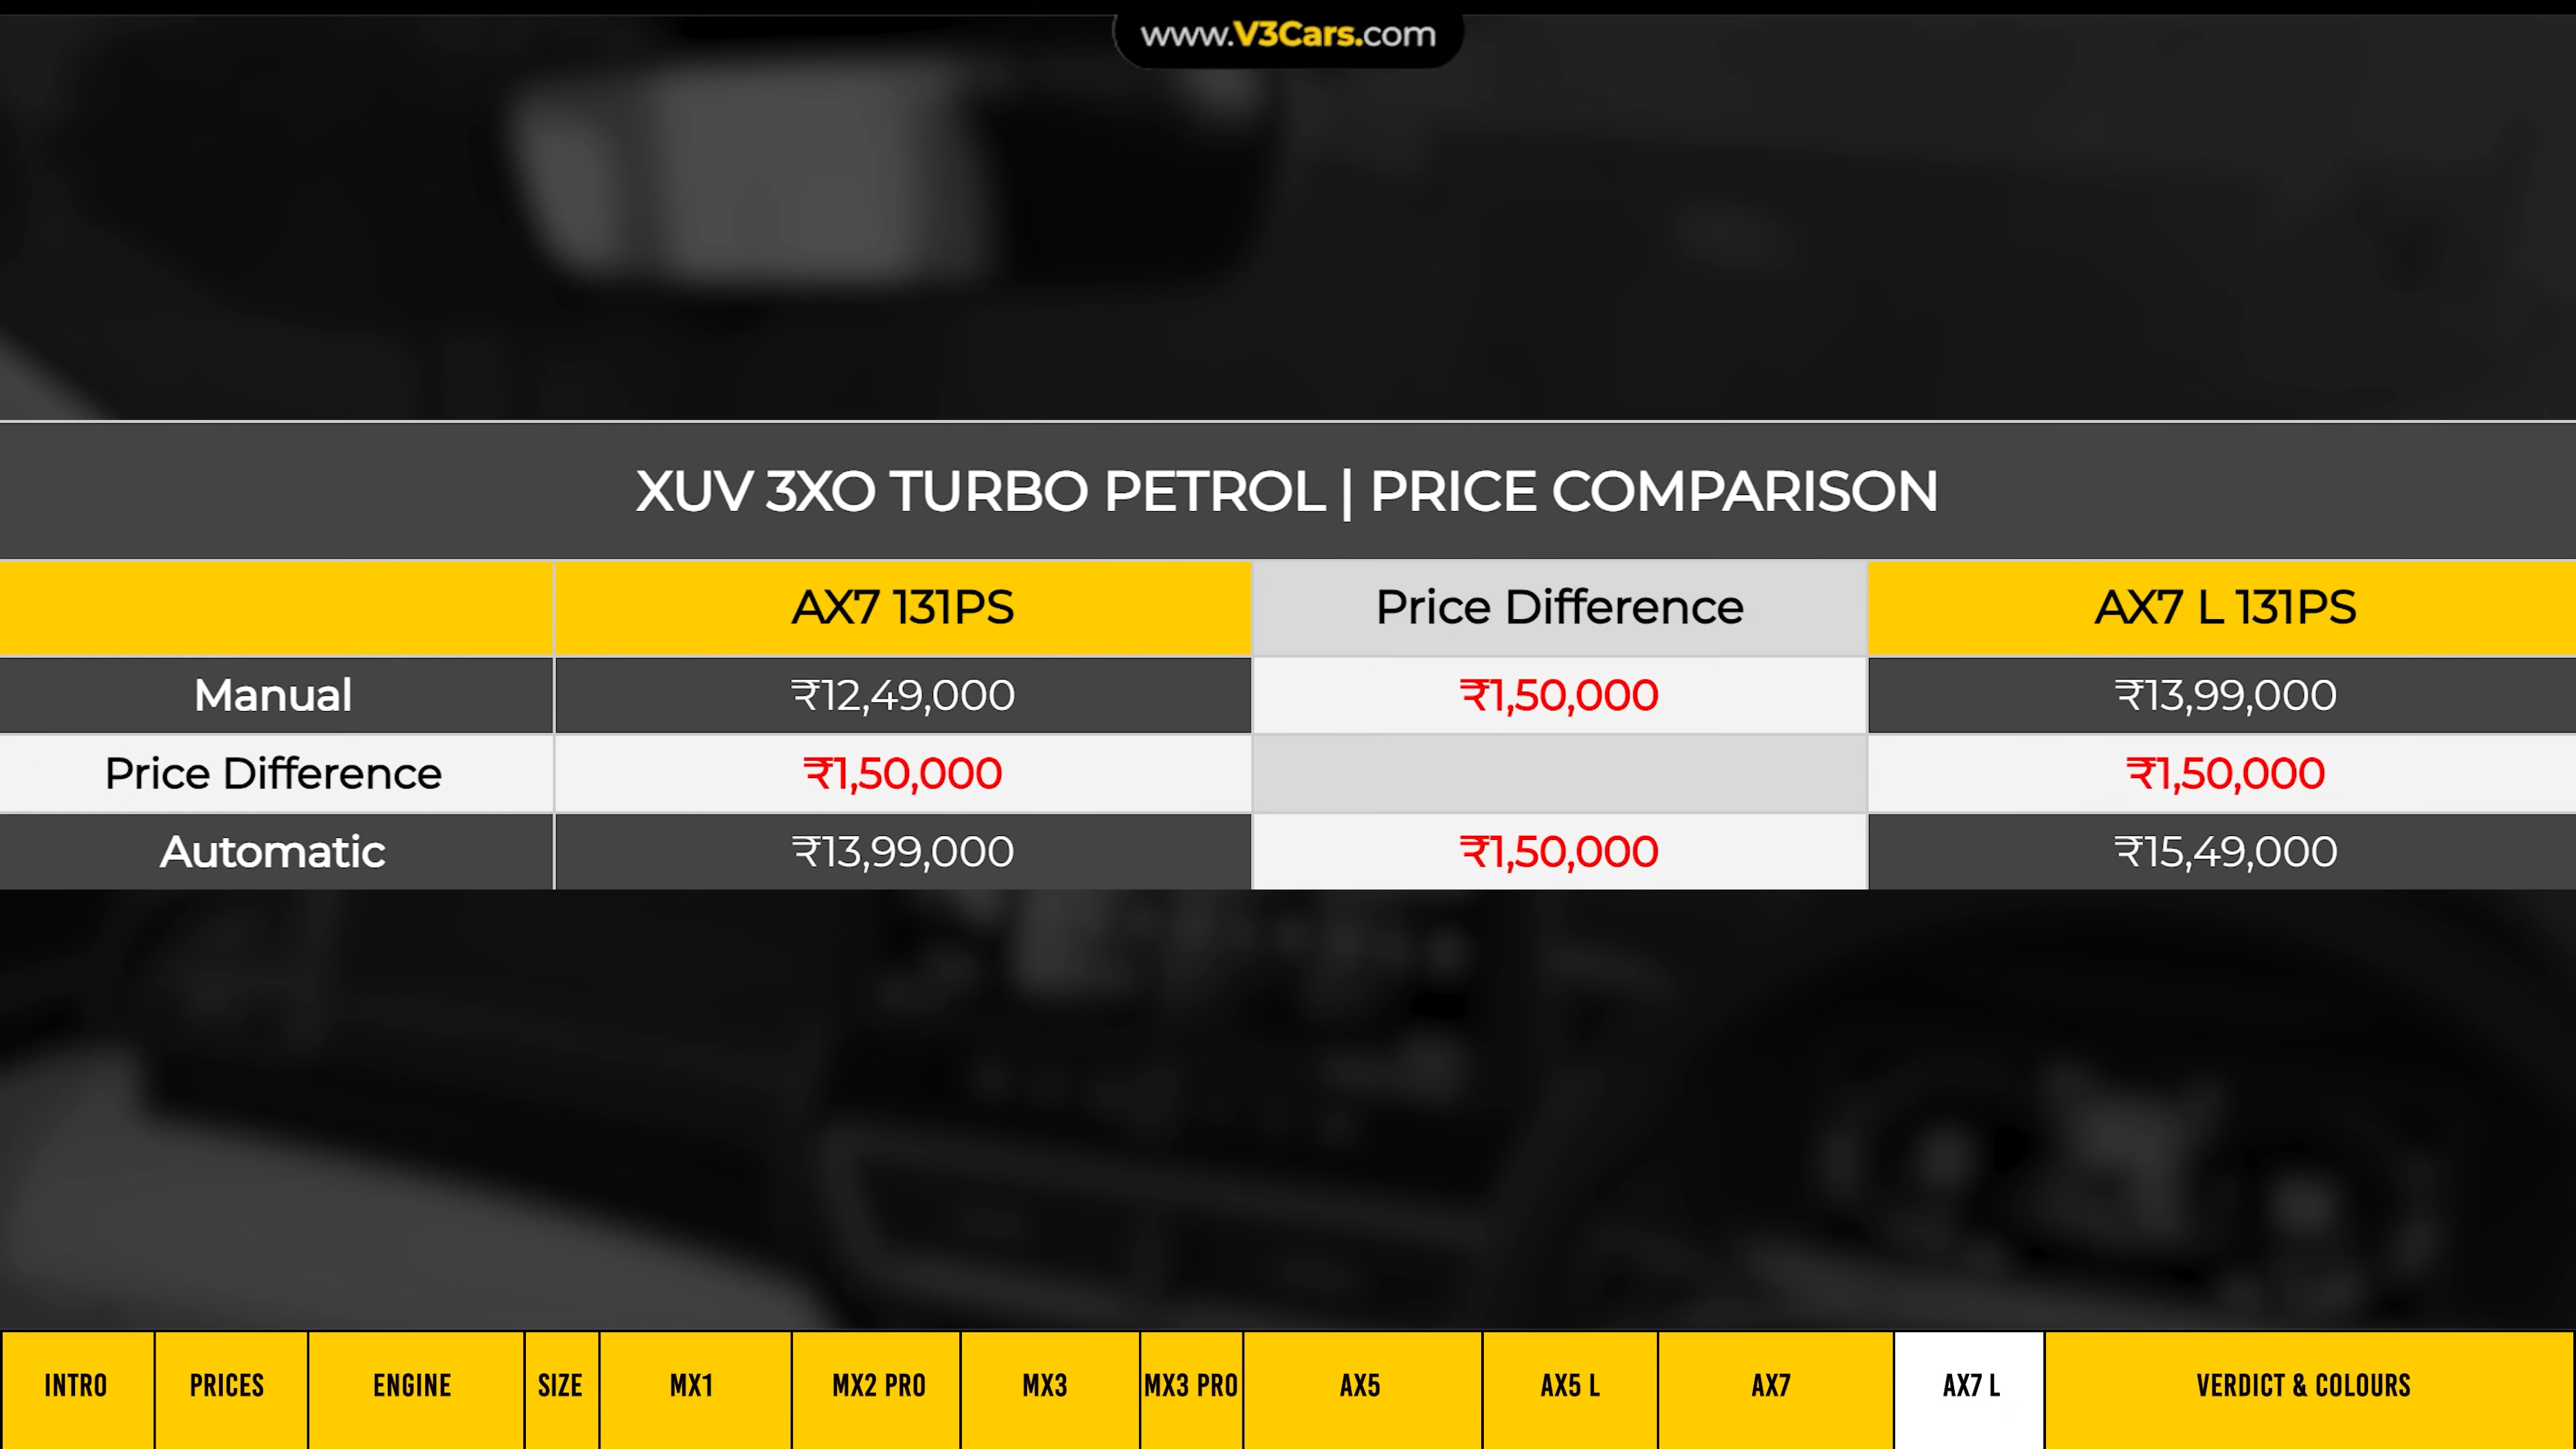 www.V3Cars.com
XUV 3XO TURBO PETROL | PRICE COMPARISON
AX7 131PS Price Difference AX7 L 131PS
Manual ₹12,49,000 ₹1,50,000 ₹13,99,000
Price Difference ₹1,50,000 ₹1,50,000
Automatic ₹13,99,000 ₹1,50,000 ₹15,49,000
INTRO PRICES ENGINE SIZE MX1 MX2 PRO MX3 MX3 PRO AX5 AX5 L AX7 AX7 L VERDICT & COLOURS